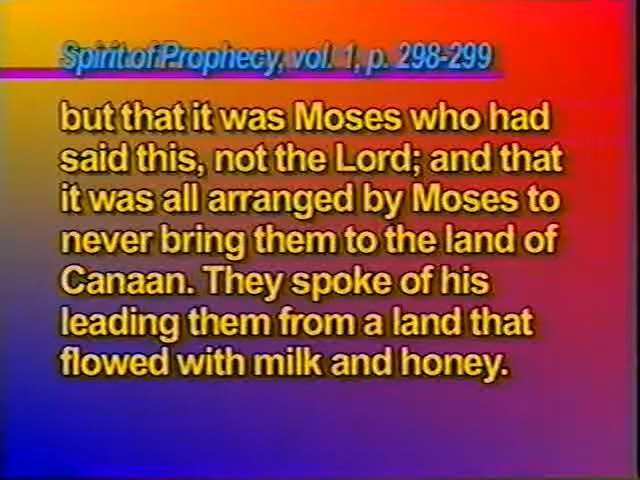 Spirit of Prophecy, vol. 1, p. 298-299
but that it was Moses who had
said this, not the Lord; and that
it was all arranged by Moses to
never bring them to the land of
Canaan. They spoke of his
leading them from a land that
flowed with milk and honey.